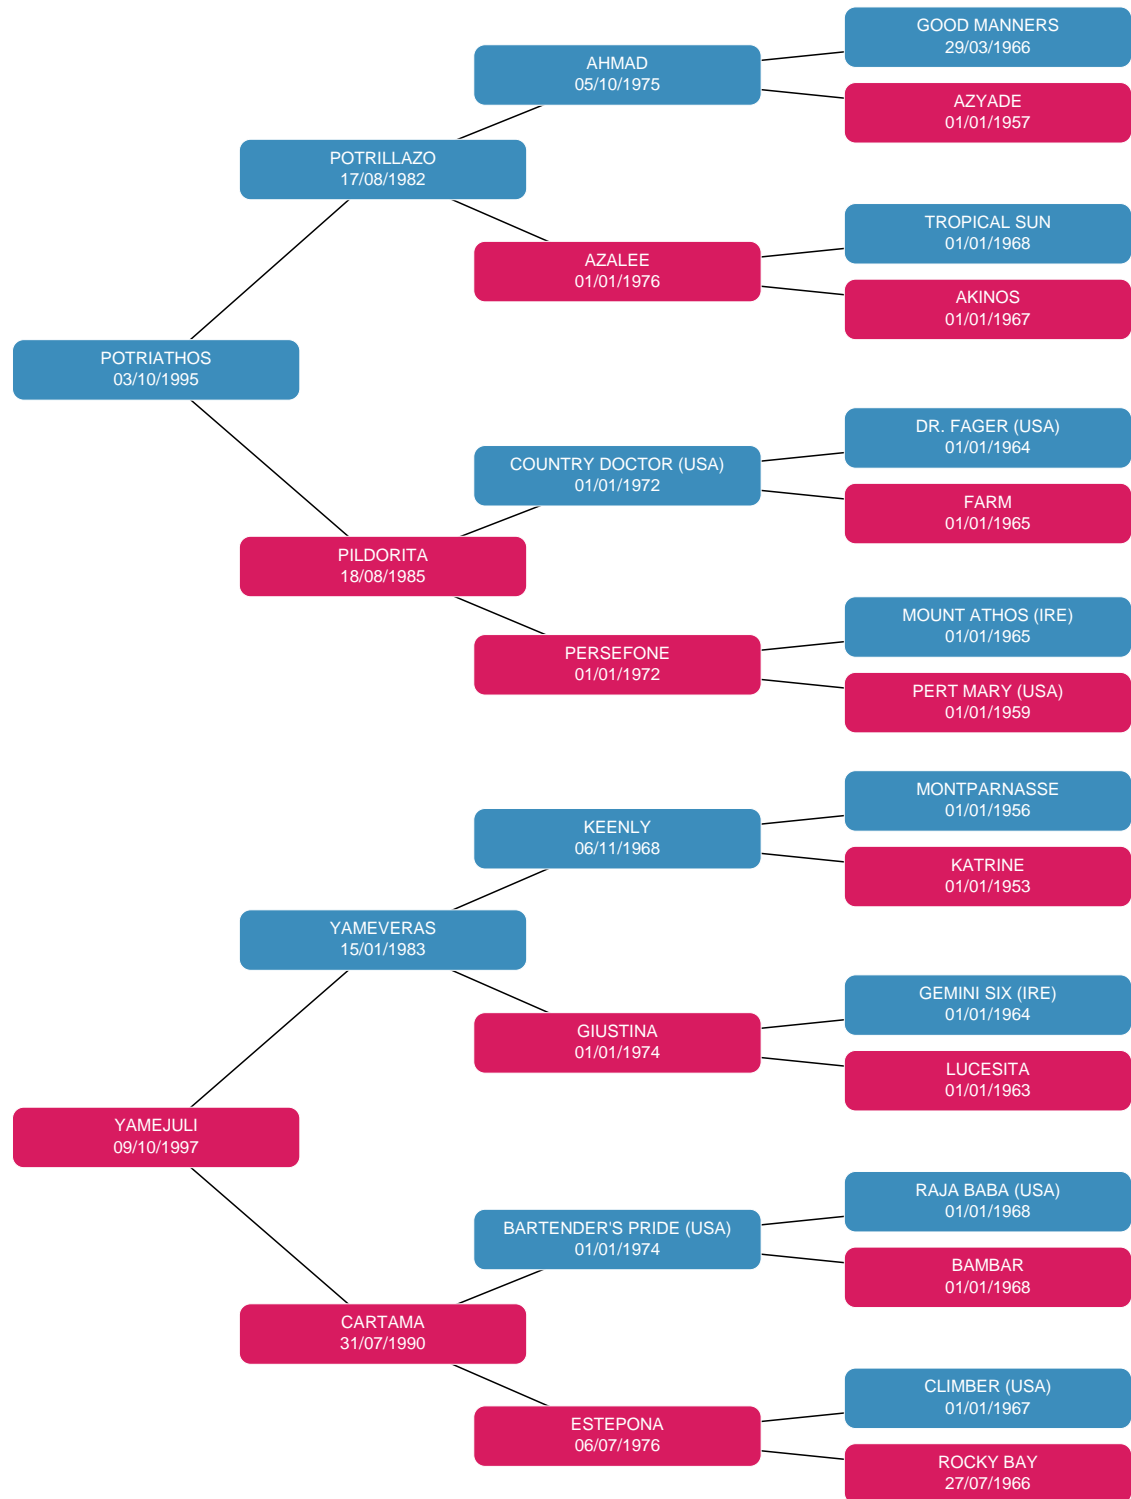 GOOD MANNERS
29/03/1966
AHMAD
05/10/1975
AZYADE
01/01/1957
POTRILLAZO
17/08/1982
TROPICAL SUN
01/01/1968
AZALEE
01/01/1976
AKINOS
01/01/1967
POTRIATHOS
03/10/1995
DR. FAGER (USA)
01/01/1964
COUNTRY DOCTOR (USA)
01/01/1972
FARM
01/01/1965
PILDORITA
18/08/1985
MOUNT ATHOS (IRE)
01/01/1965
PERSEFONE
01/01/1972
PERT MARY (USA)
01/01/1959
MONTPARNASSE
01/01/1956
KEENLY
06/11/1968
KATRINE
01/01/1953
YAMEVERAS
15/01/1983
GEMINI SIX (IRE)
01/01/1964
GIUSTINA
01/01/1974
LUCESITA
01/01/1963
YAMEJULI
09/10/1997
RAJA BABA (USA)
01/01/1968
BARTENDER'S PRIDE (USA)
01/01/1974
BAMBAR
01/01/1968
CARTAMA
31/07/1990
CLIMBER (USA)
01/01/1967
ESTEPONA
06/07/1976
ROCKY BAY
27/07/1966